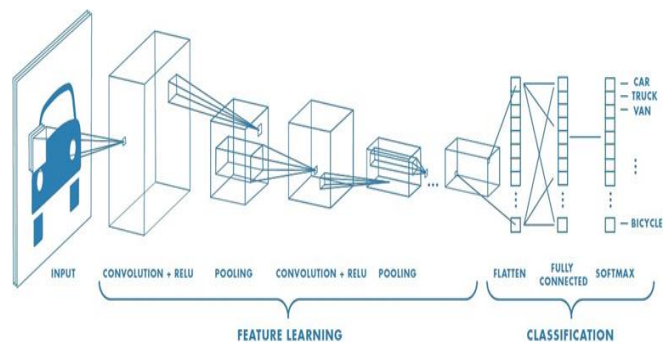 CAR
TRUCK
VAN
BICYCLE
INPUT
CONVOLUTION + RELU
POOLING
CONVOLUTION + RELU
POOLING
FLATTEN
FULLY
CONNECTED
SOFTMAX
FEATURE LEARNING
CLASSIFICATION